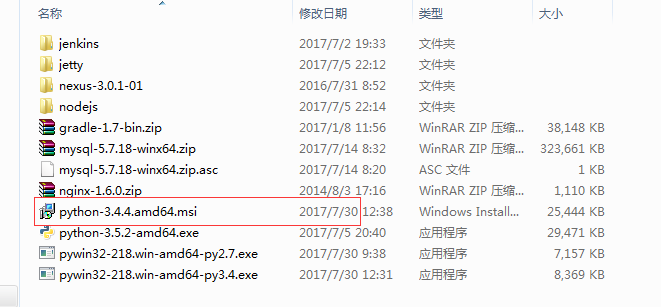 名称 修改日期 类型 大小
jenkins 2017/7/2 19:33 文件夹
jetty 2017/7/5 22:12 文件夹
nexus-3.0.1-01 2016/7/31 8:52 文件夹
nodejs 2017/7/5 22:14 文件夹
gradle-1.7-bin.zip 2017/1/8 11:56 WinRAR ZIP 压缩... 38,148 KB
mysql-5.7.18-winx64.zip 2017/7/14 8:32 WinRAR ZIP 压缩... 323,661 KB
mysql-5.7.18-winx64.zip.asc 2017/7/14 8:20 ASC 文件 1 KB
nginx-1.6.0.zip 2014/8/3 17:16 WinRAR ZIP 压缩... 1,110 KB
python-3.4.4.amd64.msi 2017/7/30 12:38 Windows Install... 25,444 KB
python-3.5.2-amd64.exe 2017/7/5 20:40 应用程序 29,471 KB
pywin32-218.win-amd64-py2.7.exe 2017/7/30 9:38 应用程序 7,157 KB
pywin32-218.win-amd64-py3.4.exe 2017/7/30 12:31 应用程序 8,369 KB